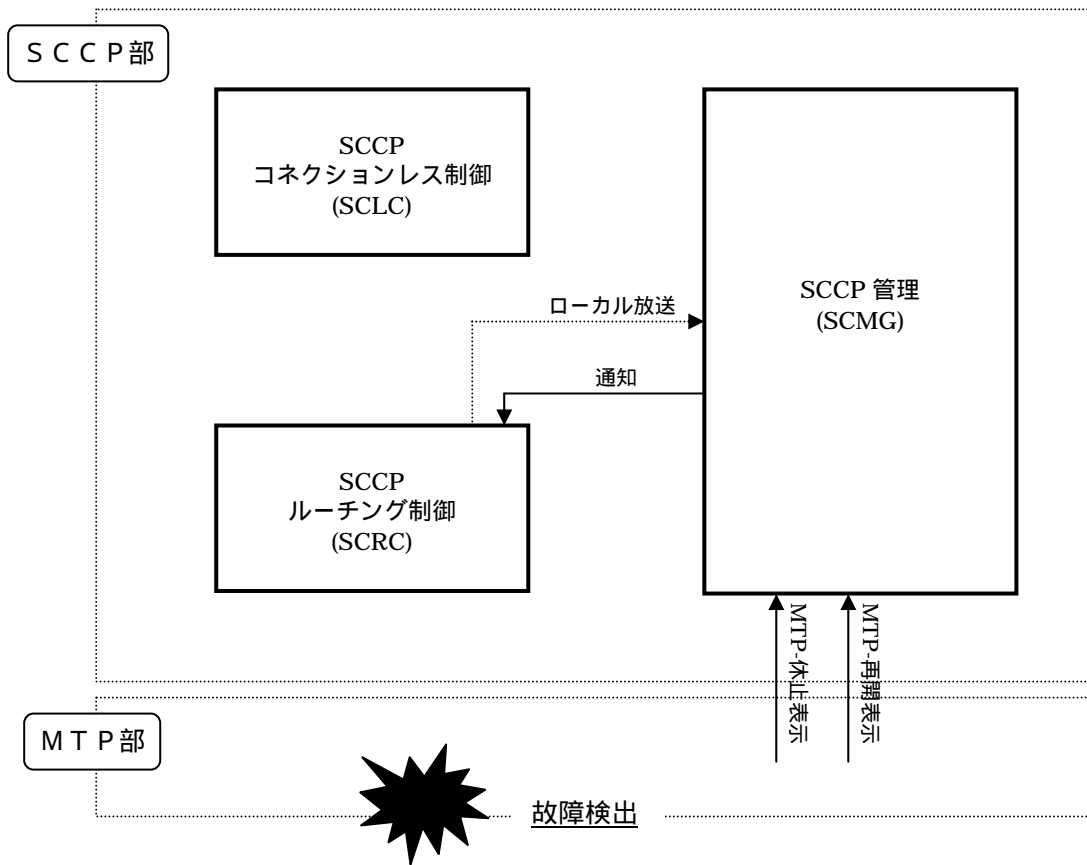 ＳＣＣＰ部
SCCP
コネクションレス制御
(SCLC)
SCCP 管理
(SCMG)
ローカル放送
通知
SCCP
ルーチング制御
(SCRC)
MTP-休止表示
MTP-再開表示
ＭＴＰ部
故障検出